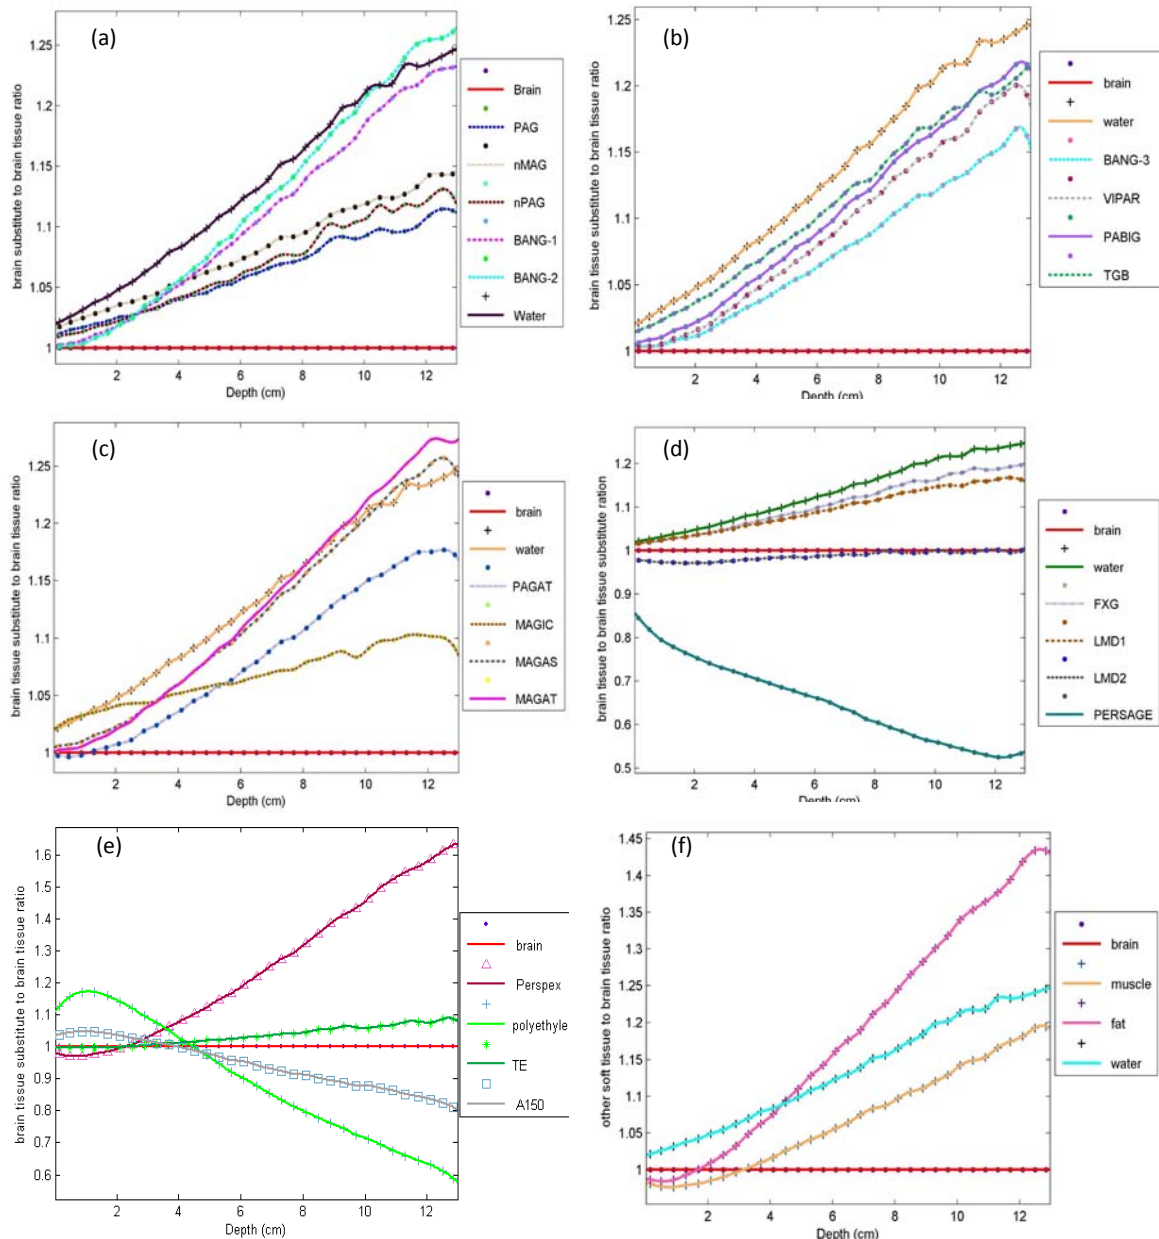 (a)
brain substitute to brain tissue ratio
1.25
1.2
1.15
1.1
1.05
1
2 4 6 8 10 12
Depth (cm)
Brain
PAG
nMAG
nPAG
BANG-1
BANG-2
Water
(b)
brain tissue substitute to brain tissue ratio
1.25
1.2
1.15
1.1
1.05
1
2 4 6 8 10 12
Depth (cm)
brain
water
BANG-3
VIPAR
PABIG
TGB
(c)
brain tissue substitute to brain tissue ratio
1.25
1.2
1.15
1.1
1.05
1
2 4 6 8 10 12
Depth (cm)
brain
water
PAGAT
MAGIC
MAGAS
MAGAT
(d)
brain tissue to brain tissue substitute ration
1.2
1.1
1
0.9
0.8
0.7
0.6
0.5
2 4 6 8 10 12
Depth (cm)
brain
water
FXG
LMD1
LMD2
PERSAGE
(e)
brain tissue substitute to brain tissue ratio
1.6
1.5
1.4
1.3
1.2
1.1
1
0.9
0.8
0.7
0.6
2 4 6 8 10 12
Depth (cm)
brain
Perspex
polyethyle
TE
A150
(f)
other soft tissue to brain tissue ratio
1.45
1.4
1.35
1.3
1.25
1.2
1.15
1.1
1.05
1
2 4 6 8 10 12
Depth (cm)
brain
muscle
fat
water